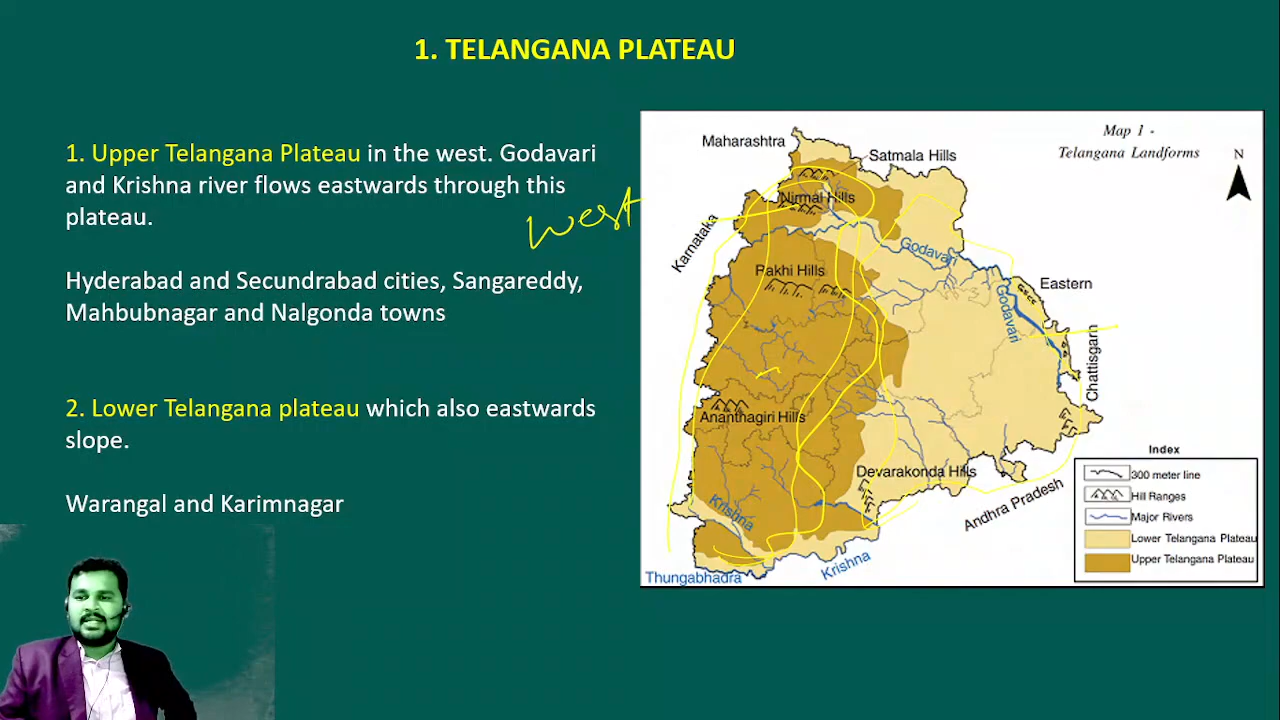 1. TELANGANA PLATEAU
1. Upper Telangana Plateau in the west. Godavari
and Krishna river flows eastwards through this
plateau.
west
Hyderabad and Secundrabad cities, Sangareddy,
Mahbubnagar and Nalgonda towns
2. Lower Telangana plateau which also eastwards
slope.
Warangal and Karimnagar
Map 1 -
Telangana Landforms
N
Maharashtra
Satmala Hills
Nirmal Hills
Karnataka
Godavari
Pakhi Hills
Eastern
Godavari
Chattisgarh
Ananthagiri Hills
Devarakonda Hills
Andhra Pradesh
Krishna
Krishna
Thungabhadra
Index
300 meter line
Hill Ranges
Major Rivers
Lower Telangana Plateau
Upper Telangana Plateau